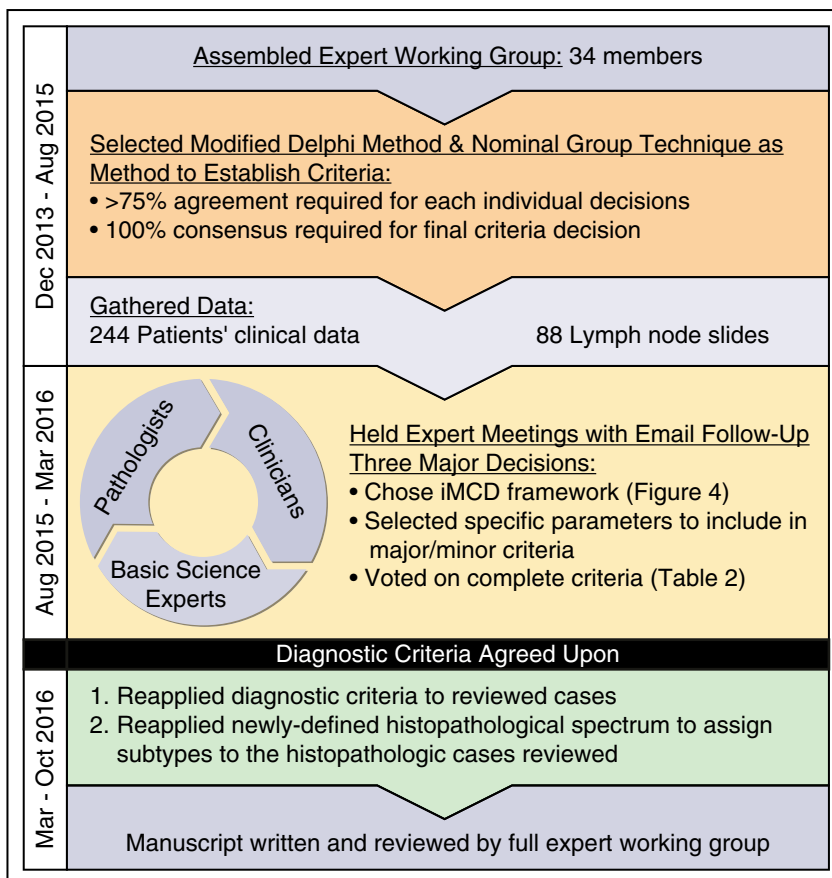 Dec 2013 - Aug 2015
Assembled Expert Working Group: 34 members
Selected Modified Delphi Method & Nominal Group Technique as
Method to Establish Criteria:
• >75% agreement required for each individual decisions
• 100% consensus required for final criteria decision
Gathered Data:
244 Patients' clinical data
88 Lymph node slides
Aug 2015 - Mar 2016
Pathologists
Clinicians
Basic Science
Experts
Held Expert Meetings with Email Follow-Up
Three Major Decisions:
• Chose iMCD framework (Figure 4)
• Selected specific parameters to include in
major/minor criteria
• Voted on complete criteria (Table 2)
Diagnostic Criteria Agreed Upon
Mar - Oct 2016
1. Reapplied diagnostic criteria to reviewed cases
2. Reapplied newly-defined histopathological spectrum to assign
subtypes to the histopathologic cases reviewed
Manuscript written and reviewed by full expert working group